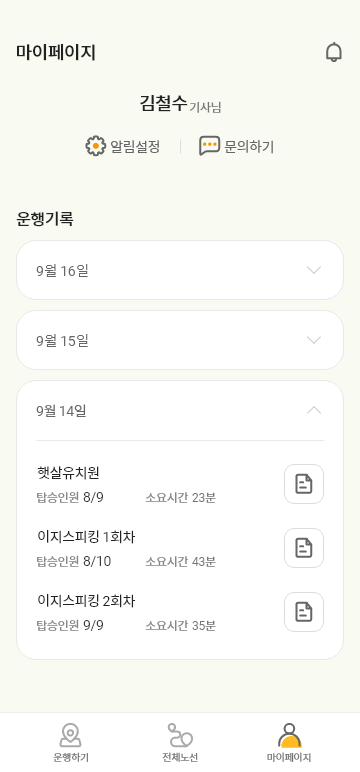 마이페이지
김철수 기사님
알림설정 문의하기
운행기록
9월 16일
9월 15일
9월 14일
햇살유치원
탑승인원 8/9 소요시간 23분
이지스피킹 1회차
탑승인원 8/10 소요시간 43분
이지스피킹 2회차
탑승인원 9/9 소요시간 35분
운행하기 전체노선 마이페이지